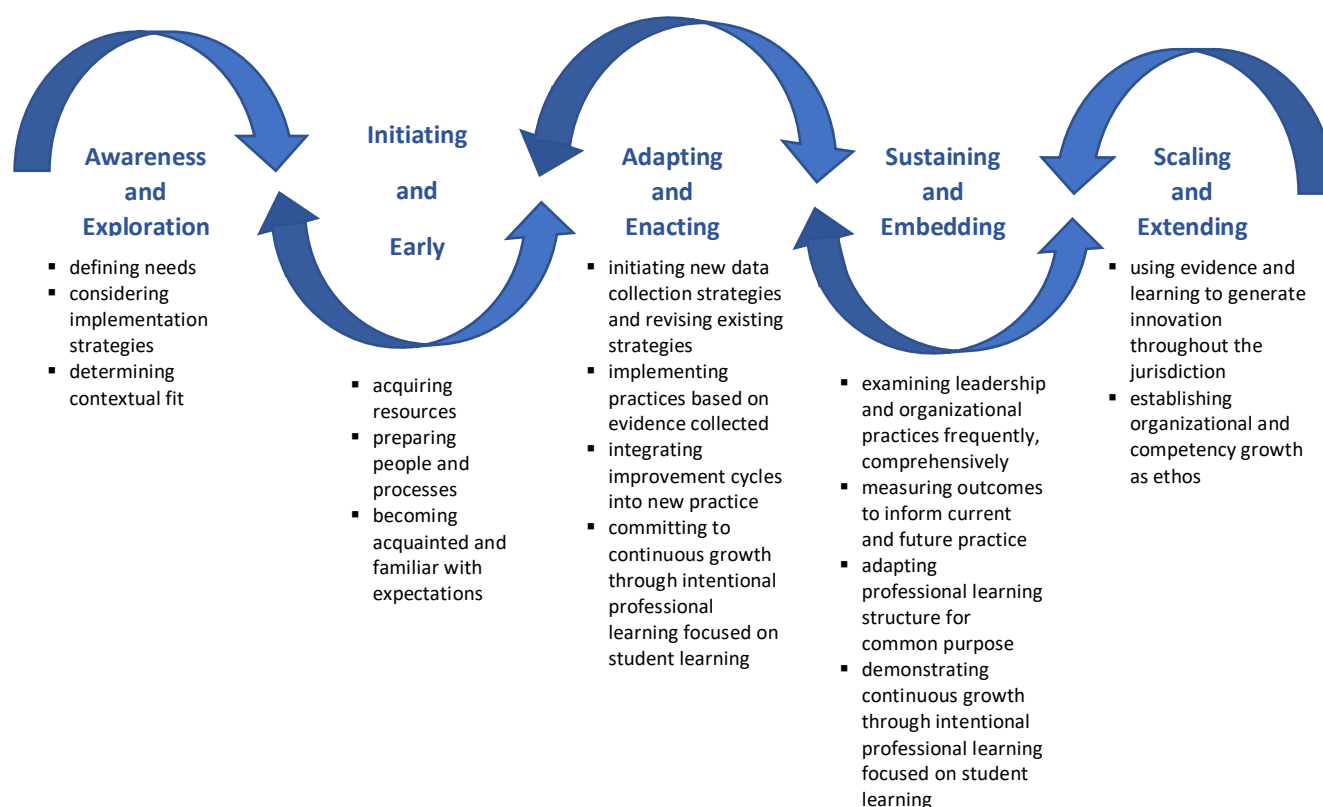 Awareness
and
Exploration
▪ defining needs
▪ considering
implementation
strategies
▪ determining
contextual fit
Initiating
and
Early
▪ acquiring
resources
▪ preparing
people and
processes
▪ becoming
acquainted and
familiar with
expectations
Adapting
and
Enacting
▪ initiating new data
collection strategies
and revising existing
strategies
▪ implementing
practices based on
evidence collected
▪ integrating
improvement cycles
into new practice
▪ committing to
continuous growth
through intentional
professional
learning focused on
student learning
Sustaining
and
Embedding
▪ examining leadership
and organizational
practices frequently,
comprehensively
▪ measuring outcomes
to inform current
and future practice
▪ adapting
professional learning
structure for
common purpose
▪ demonstrating
continuous growth
through intentional
professional learning
focused on student
learning
Scaling
and
Extending
▪ using evidence and
learning to generate
innovation
throughout the
jurisdiction
▪ establishing
organizational and
competency growth
as ethos